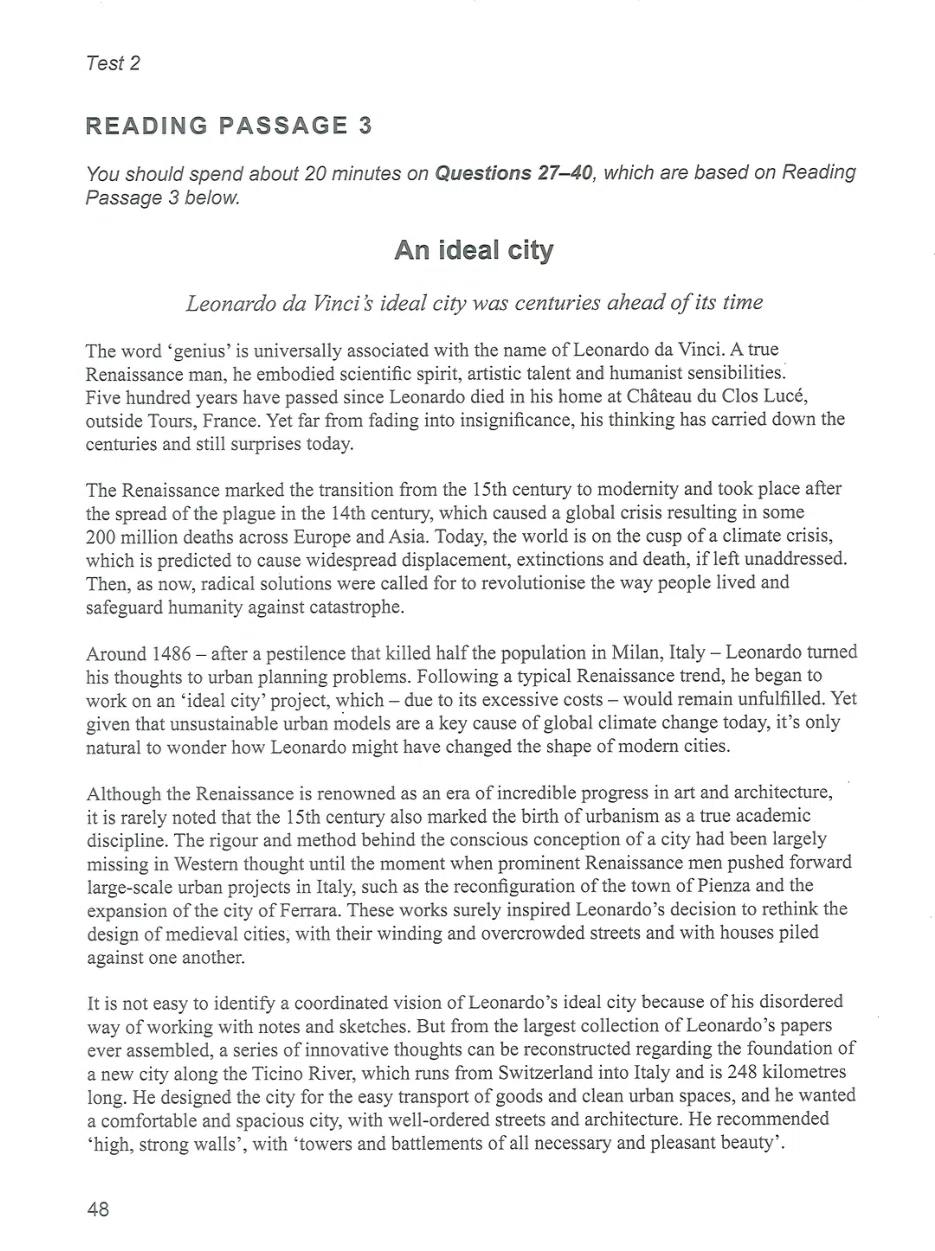 Test 2
READING PASSAGE 3
You should spend about 20 minutes on Questions 27–40, which are based on Reading
Passage 3 below.
An ideal city
Leonardo da Vinci's ideal city was centuries ahead of its time
The word ‘genius’ is universally associated with the name of Leonardo da Vinci. A true
Renaissance man, he embodied scientific spirit, artistic talent and humanist sensibilities.
Five hundred years have passed since Leonardo died in his home at Château du Clos Lucé,
outside Tours, France. Yet far from fading into insignificance, his thinking has carried down the
centuries and still surprises today.
The Renaissance marked the transition from the 15th century to modernity and took place after
the spread of the plague in the 14th century, which caused a global crisis resulting in some
200 million deaths across Europe and Asia. Today, the world is on the cusp of a climate crisis,
which is predicted to cause widespread displacement, extinctions and death, if left unaddressed.
Then, as now, radical solutions were called for to revolutionise the way people lived and
safeguard humanity against catastrophe.
Around 1486 – after a pestilence that killed half the population in Milan, Italy – Leonardo turned
his thoughts to urban planning problems. Following a typical Renaissance trend, he began to
work on an ‘ideal city’ project, which – due to its excessive costs – would remain unfulfilled. Yet
given that unsustainable urban models are a key cause of global climate change today, it’s only
natural to wonder how Leonardo might have changed the shape of modern cities.
Although the Renaissance is renowned as an era of incredible progress in art and architecture,
it is rarely noted that the 15th century also marked the birth of urbanism as a true academic
discipline. The rigour and method behind the conscious conception of a city had been largely
missing in Western thought until the moment when prominent Renaissance men pushed forward
large-scale urban projects in Italy, such as the reconfiguration of the town of Pienza and the
expansion of the city of Ferrara. These works surely inspired Leonardo’s decision to rethink the
design of medieval cities, with their winding and overcrowded streets and with houses piled
against one another.
It is not easy to identify a coordinated vision of Leonardo’s ideal city because of his disordered
way of working with notes and sketches. But from the largest collection of Leonardo’s papers
ever assembled, a series of innovative thoughts can be reconstructed regarding the foundation of
a new city along the Ticino River, which runs from Switzerland into Italy and is 248 kilometres
long. He designed the city for the easy transport of goods and clean urban spaces, and he wanted
a comfortable and spacious city, with well-ordered streets and architecture. He recommended
‘high, strong walls’, with ‘towers and battlements of all necessary and pleasant beauty’.
48